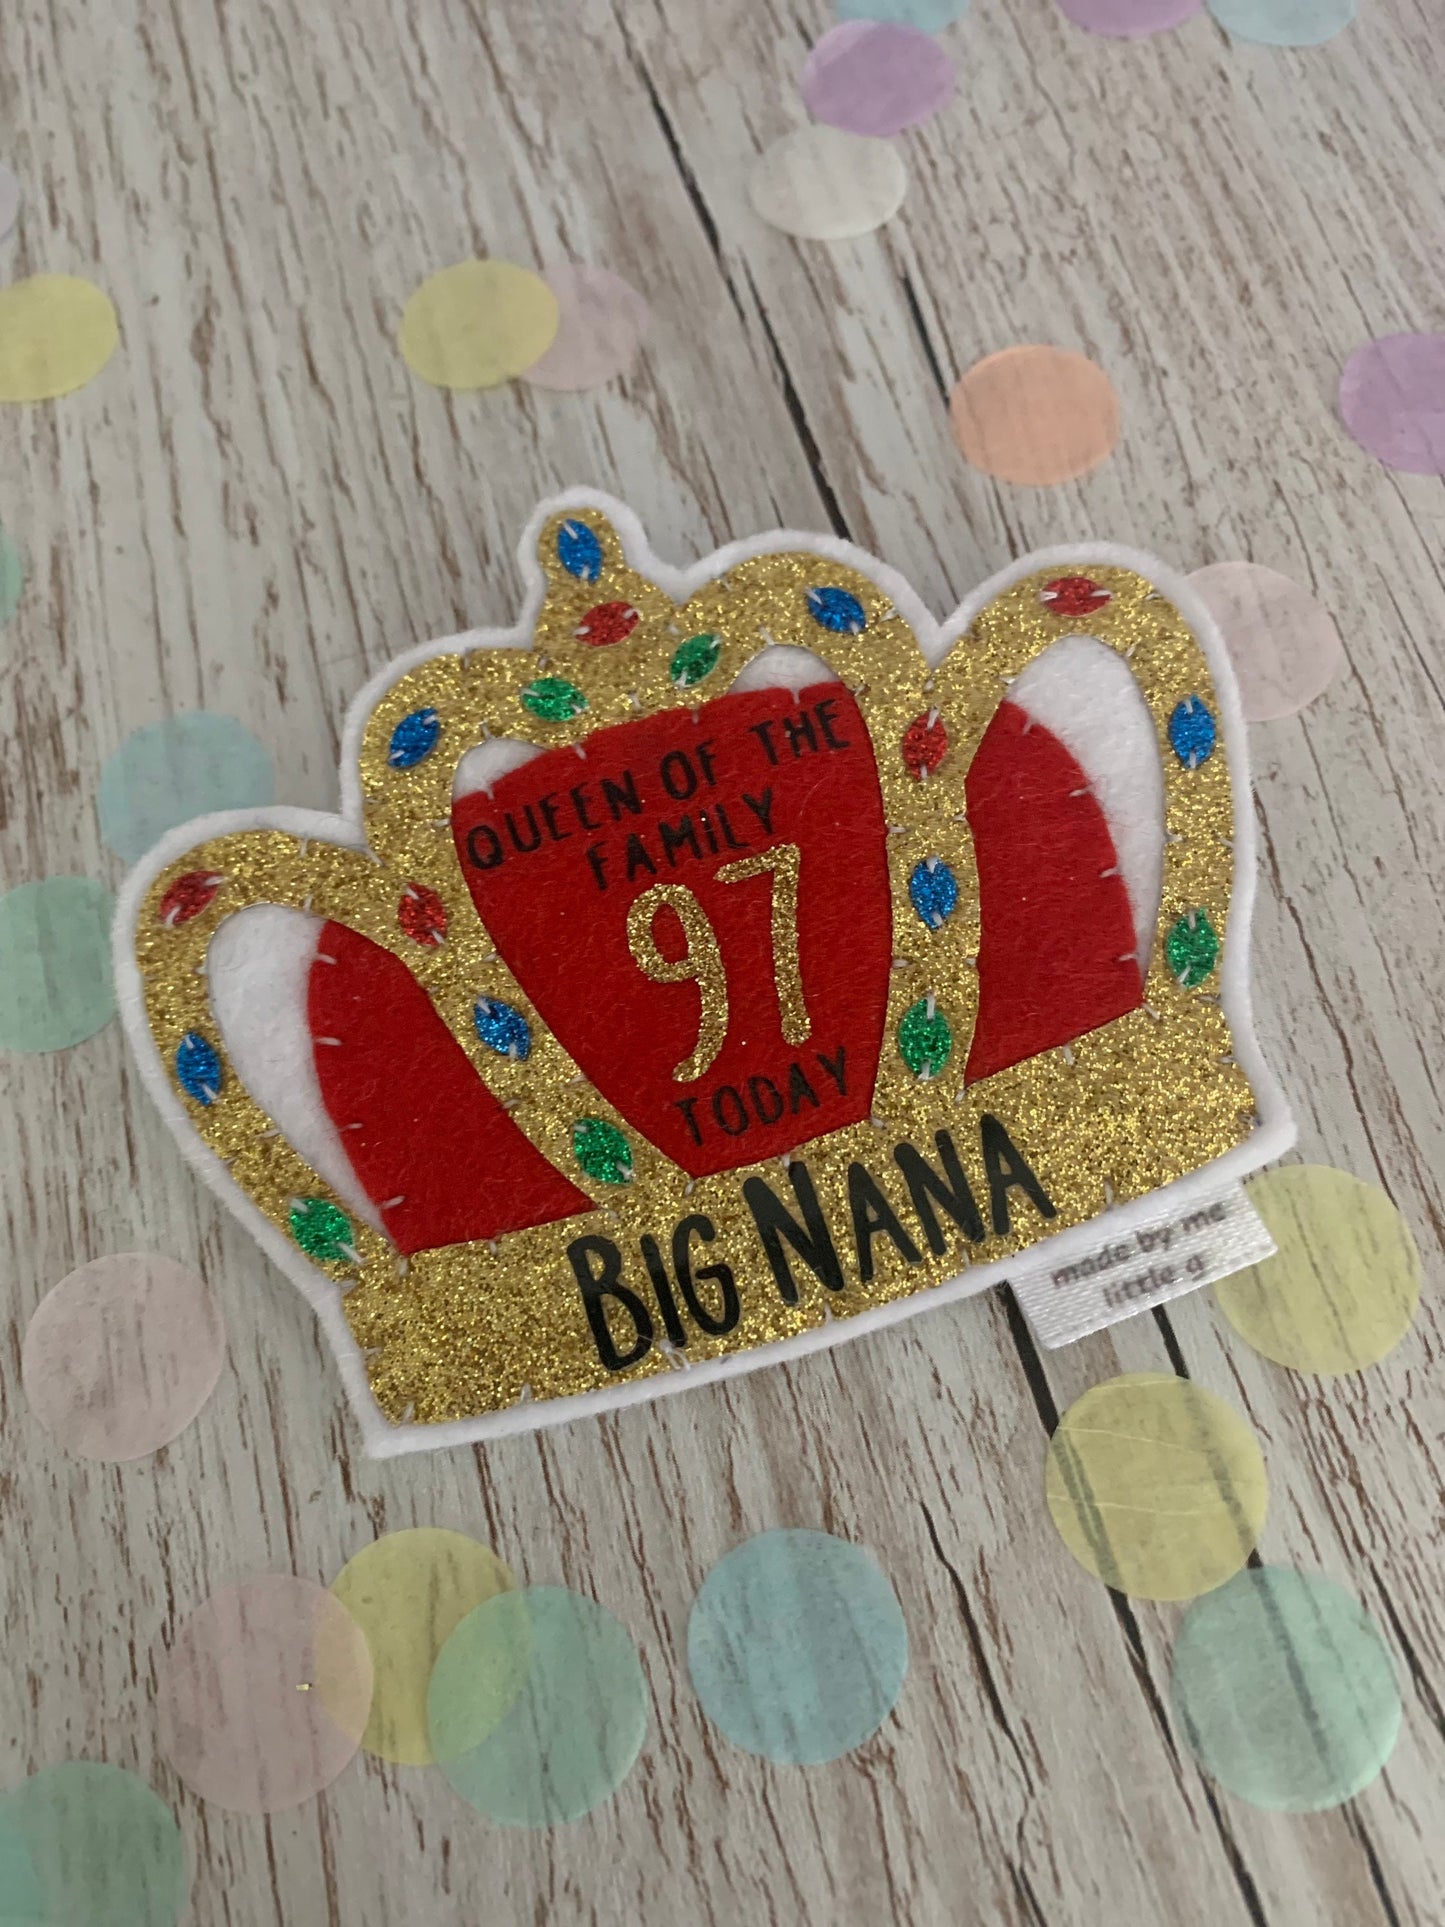 QUEEN OF THE
FAMiLY
97
TODAY
BIG NANA
made by me
little g